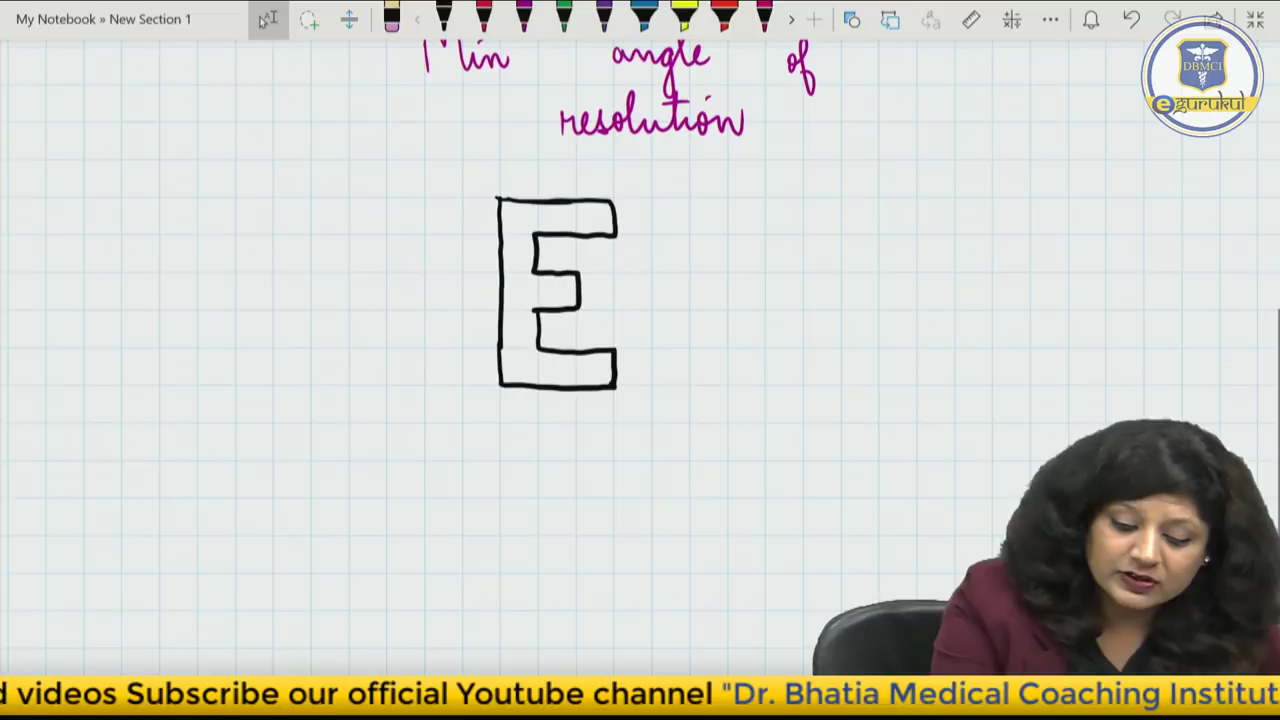 My Notebook » New Section 1
Min angle of
resolution
E
DBMCI
egurukul
d videos Subscribe our official Youtube channel "Dr. Bhatia Medical Coaching Institut